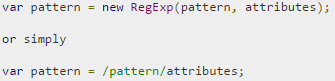 var pattern = new RegExp(pattern, attributes);
or simply
var pattern = /pattern/attributes;